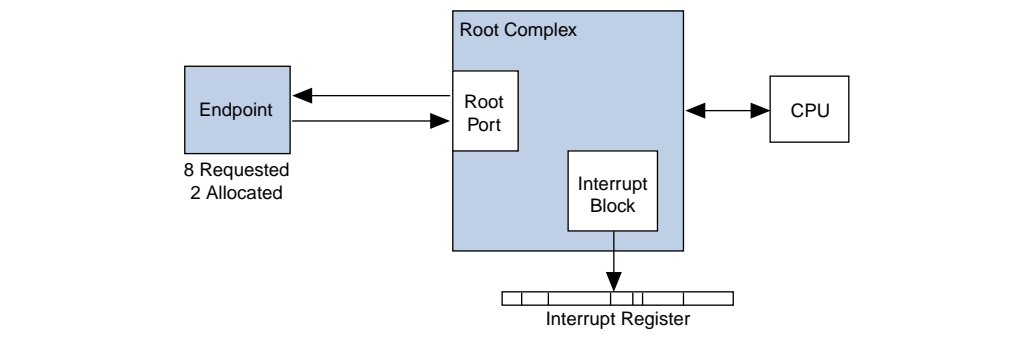 Root Complex
Endpoint
Root
Port
CPU
8 Requested
2 Allocated
Interrupt
Block
Interrupt Register